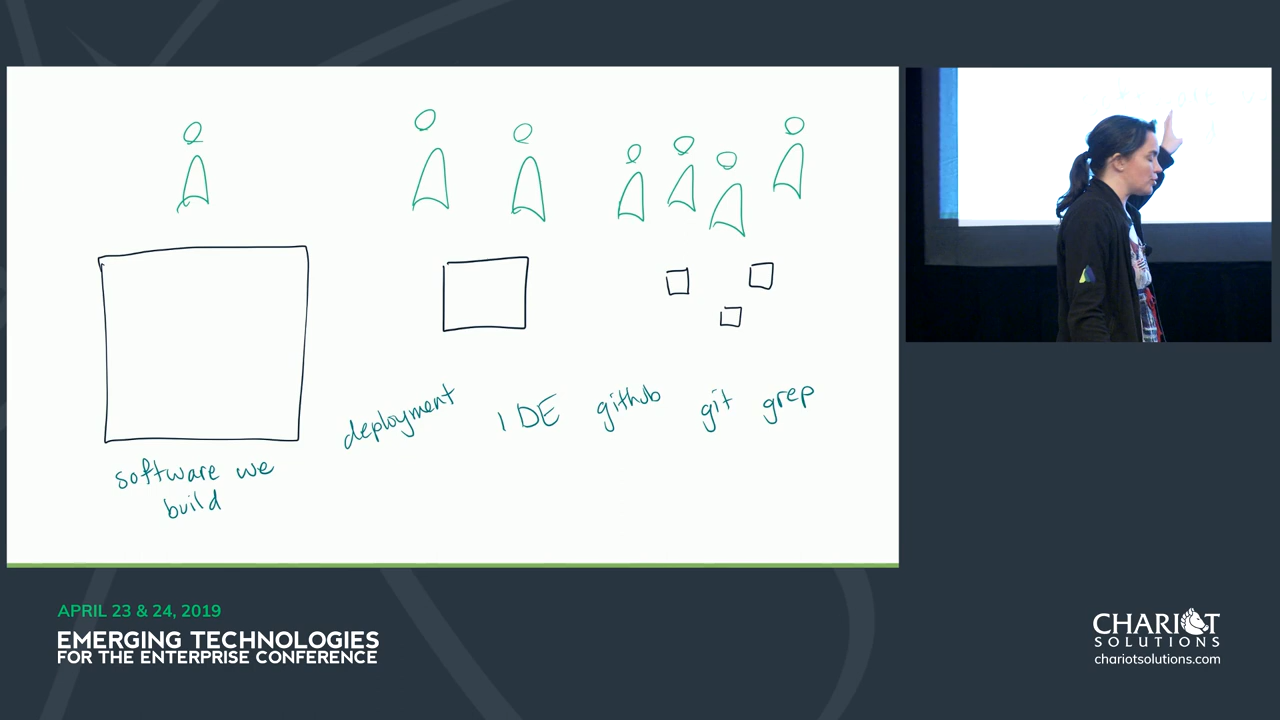 deployment
IDE
github
git
grep
software we
build
APRIL 23 & 24, 2019
EMERGING TECHNOLOGIES
FOR THE ENTERPRISE CONFERENCE
CHARIOT
SOLUTIONS
chariotsolutions.com